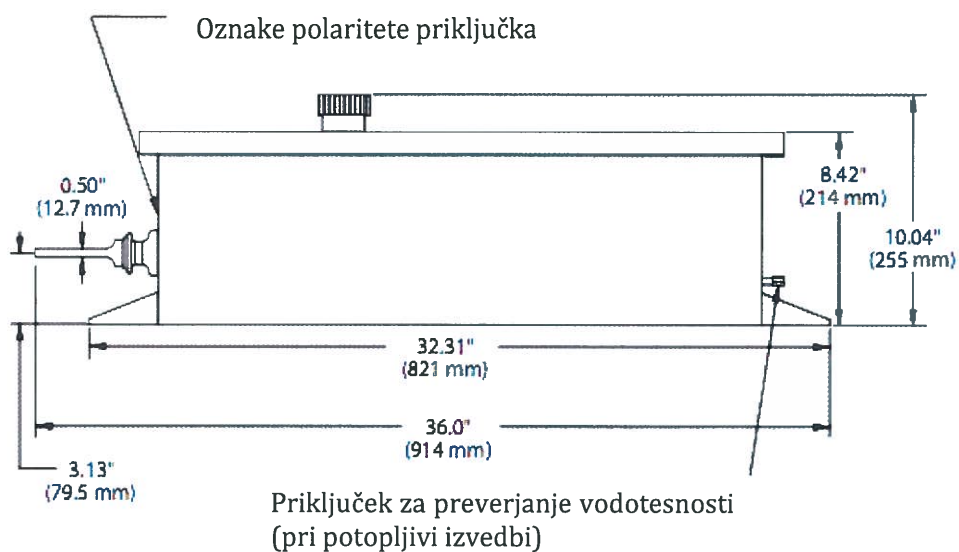 Oznake polaritete priključka
0.50"
(12.7 mm)
8.42"
(214 mm)
10.04"
(255 mm)
32.31"
(821 mm)
36.0"
(914 mm)
3.13"
(79.5 mm)
Priključek za preverjanje vodotesnosti
(pri potopljivi izvedbi)